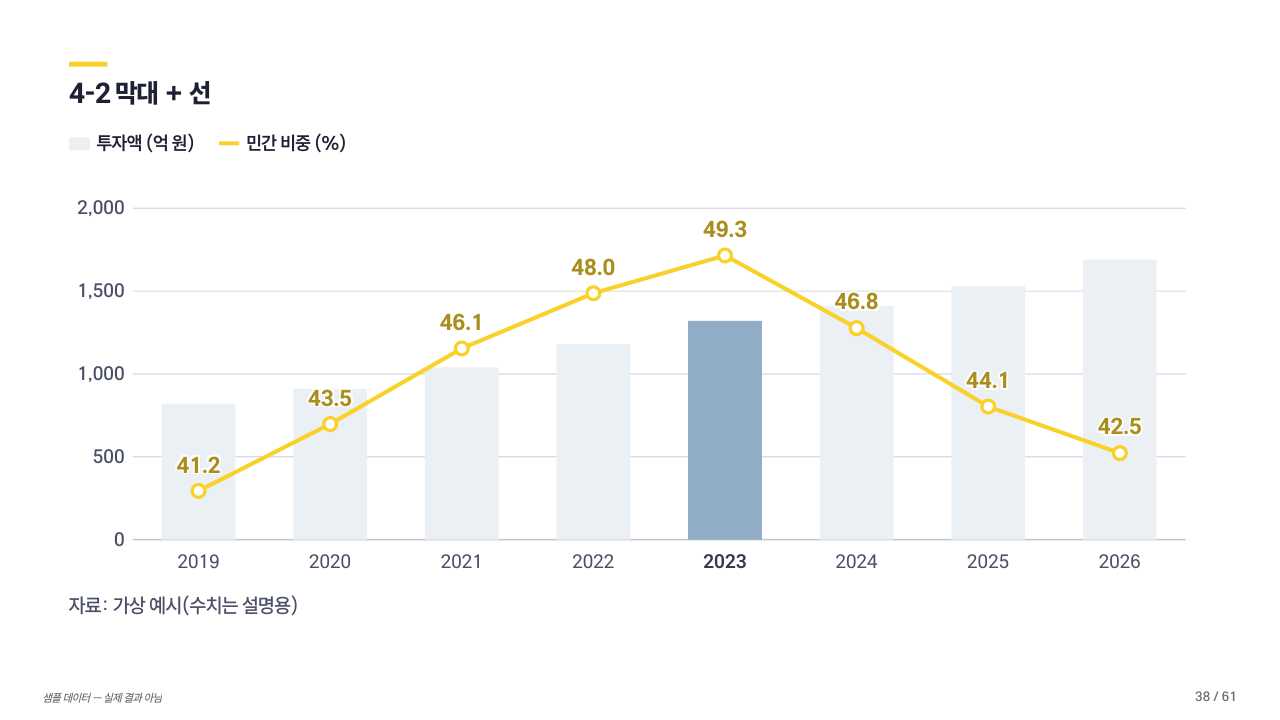 4-2 막대 + 선
투자액 (억 원) 민간 비중 (%)
2,000
1,500
1,000
500
0
41.2
43.5
46.1
48.0
49.3
46.8
44.1
42.5
2019 2020 2021 2022 2023 2024 2025 2026
자료: 가상 예시(수치는 설명용)
샘플 데이터 — 실제 결과 아님
38 / 61